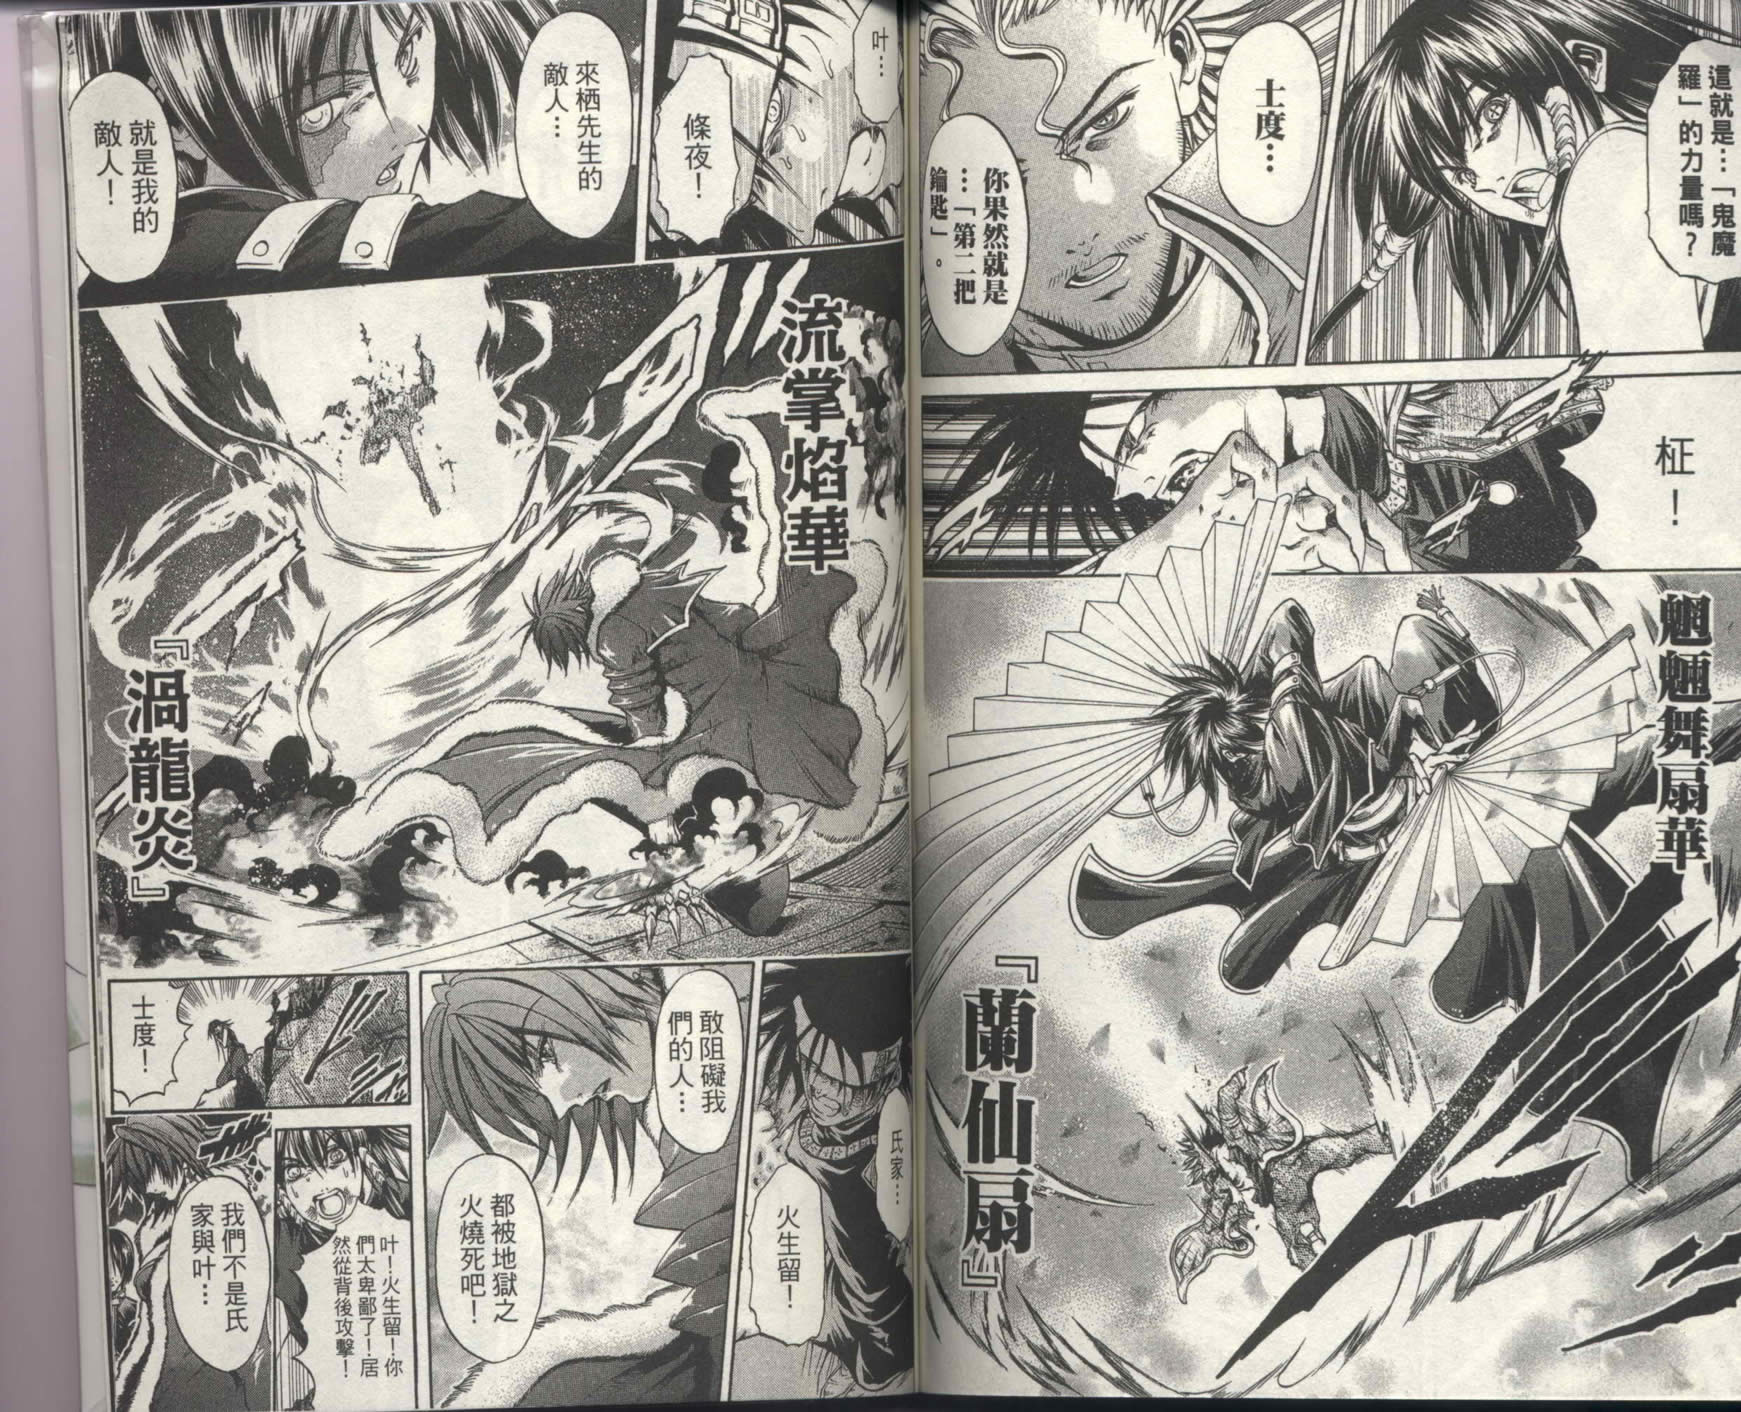 這就是…「鬼魔
羅」的力量嗎？
士度…
你果然就是
…「第二把
鑰匙」。
柾！
魍魎舞扇華
『蘭仙扇』
叶…
條夜！
來栖先生的
敵人…
就是我的
敵人！
流掌焰華
『渦龍炎』
氏家…
火生留！
敢阻礙我
們的人…
都被地獄之
火燒死吧！
士度！
叶！火生留！你
們太卑鄙了！居
然從背後攻擊！
我們不是氏
家與叶…